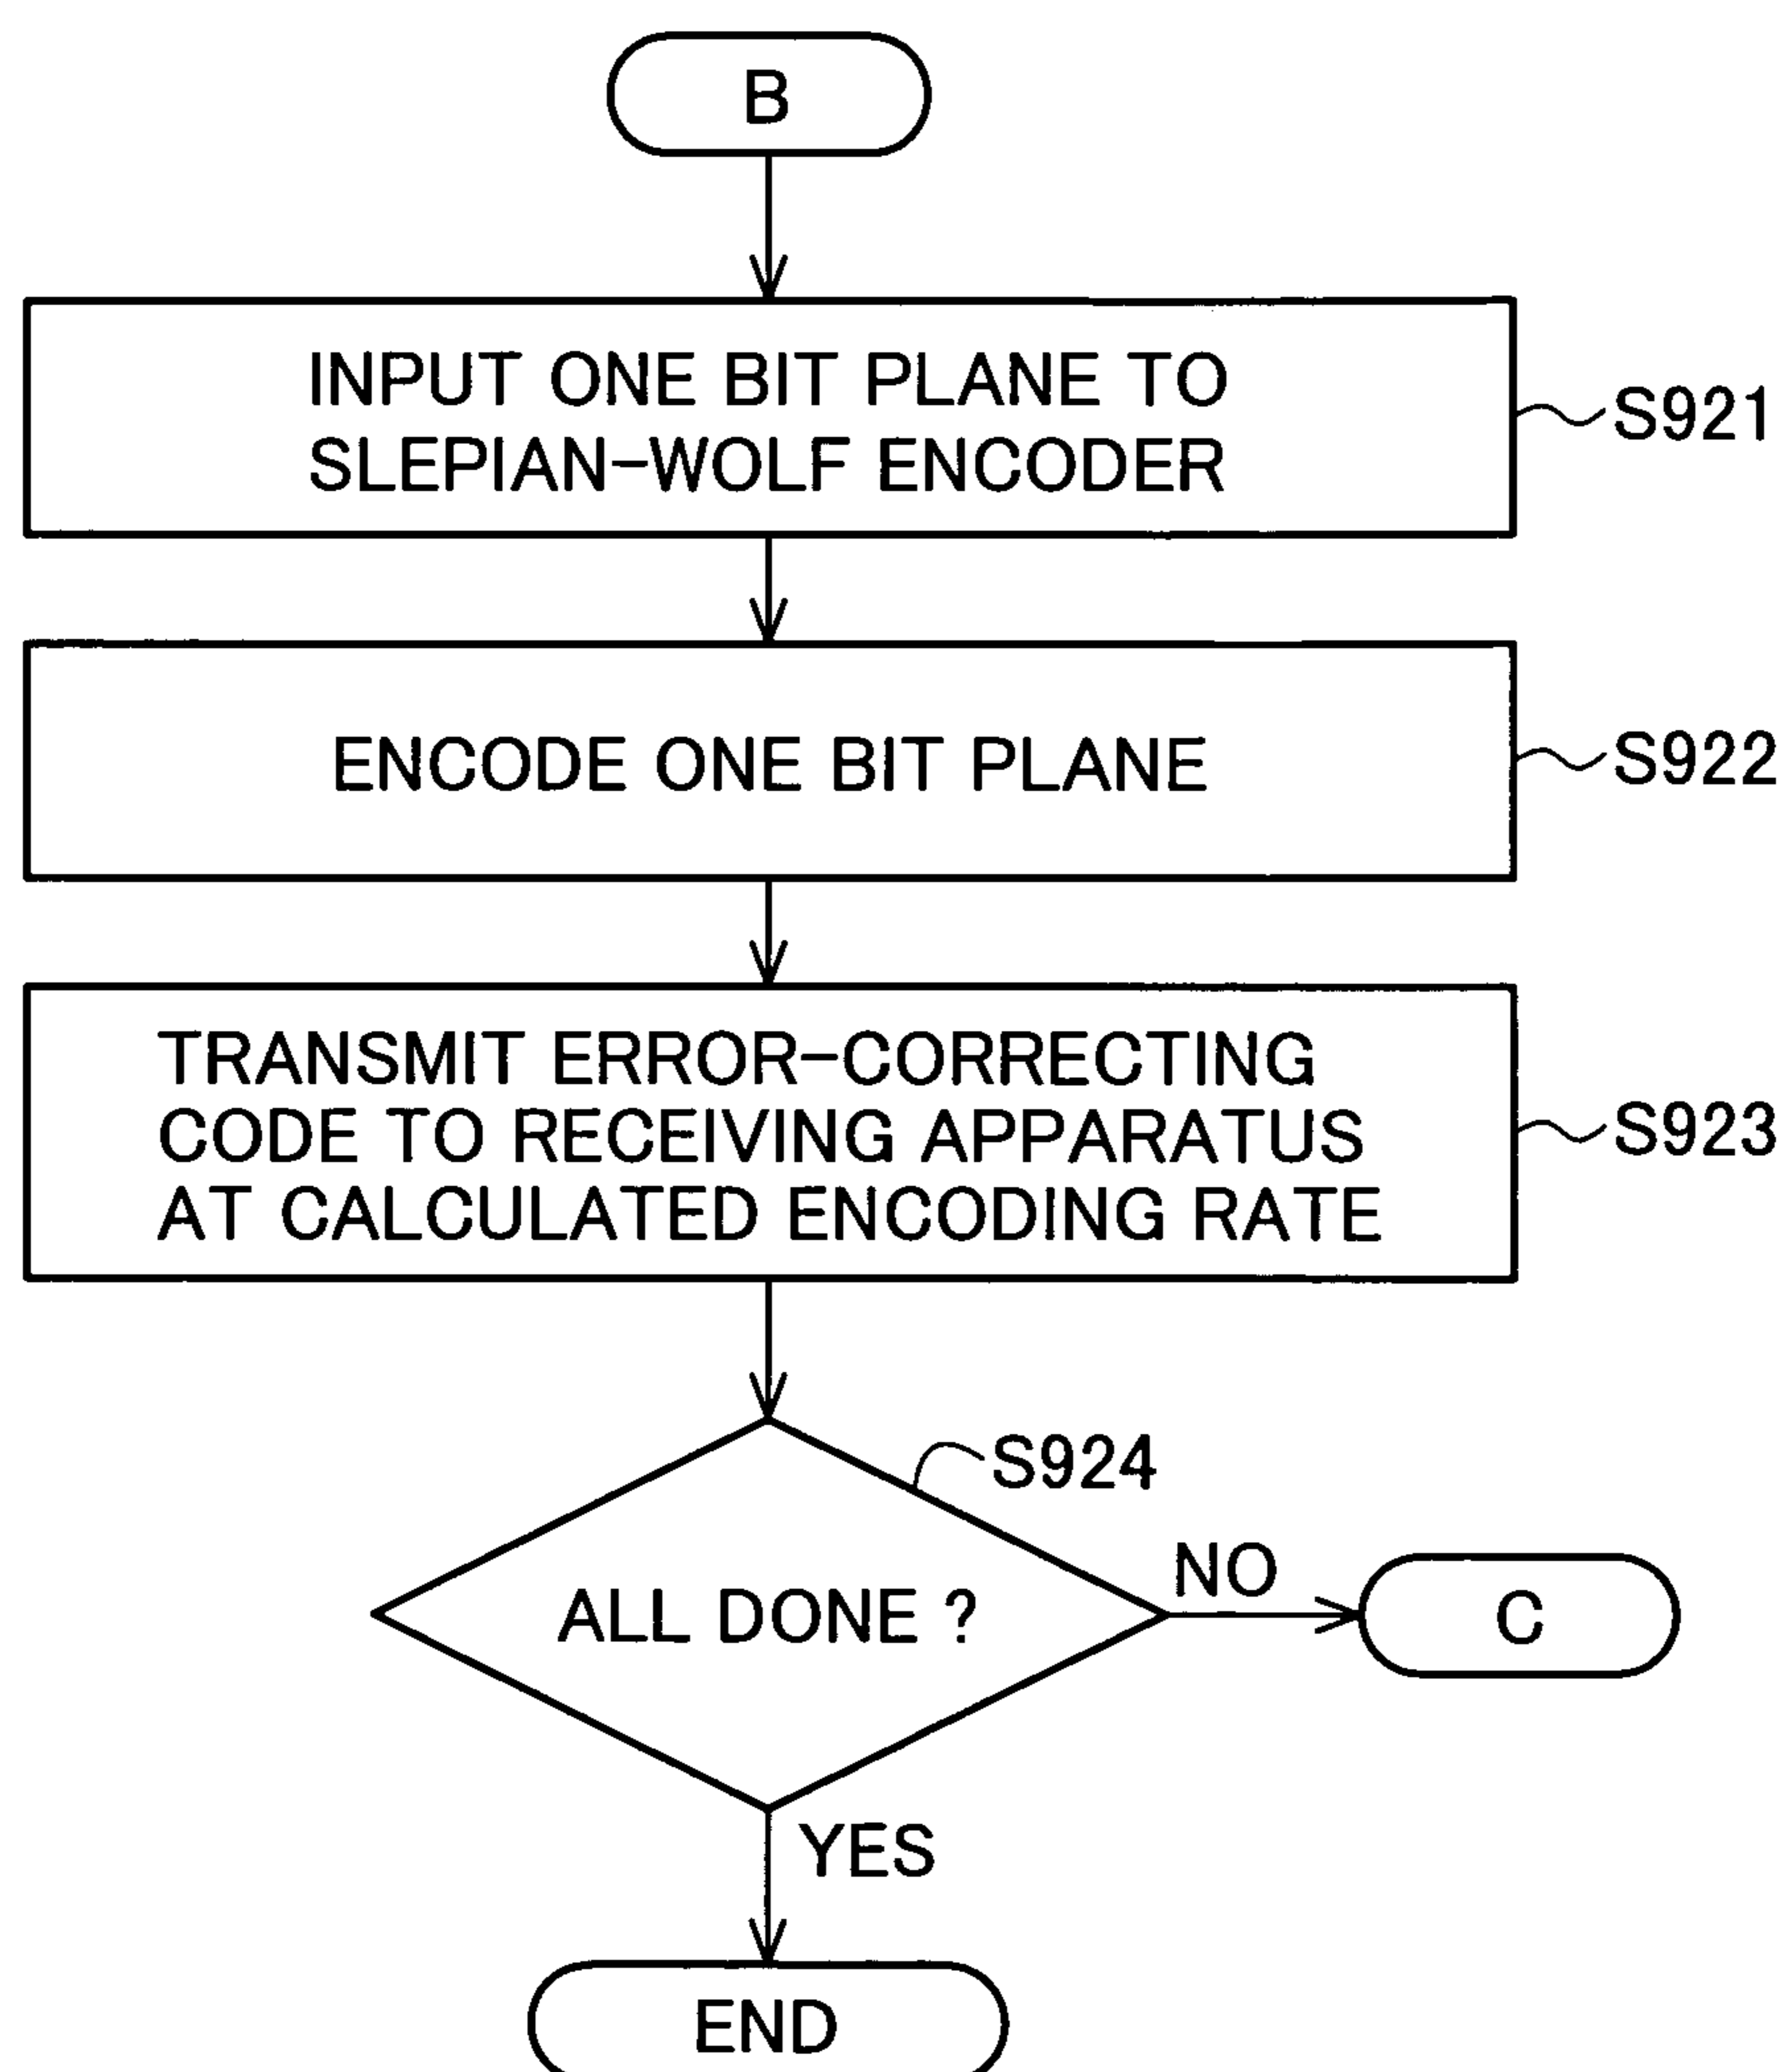 B
INPUT ONE BIT PLANE TO
SLEPIAN-WOLF ENCODER
S921
ENCODE ONE BIT PLANE
S922
TRANSMIT ERROR-CORRECTING
CODE TO RECEIVING APPARATUS
AT CALCULATED ENCODING RATE
S923
S924
ALL DONE ?
NO
C
YES
END